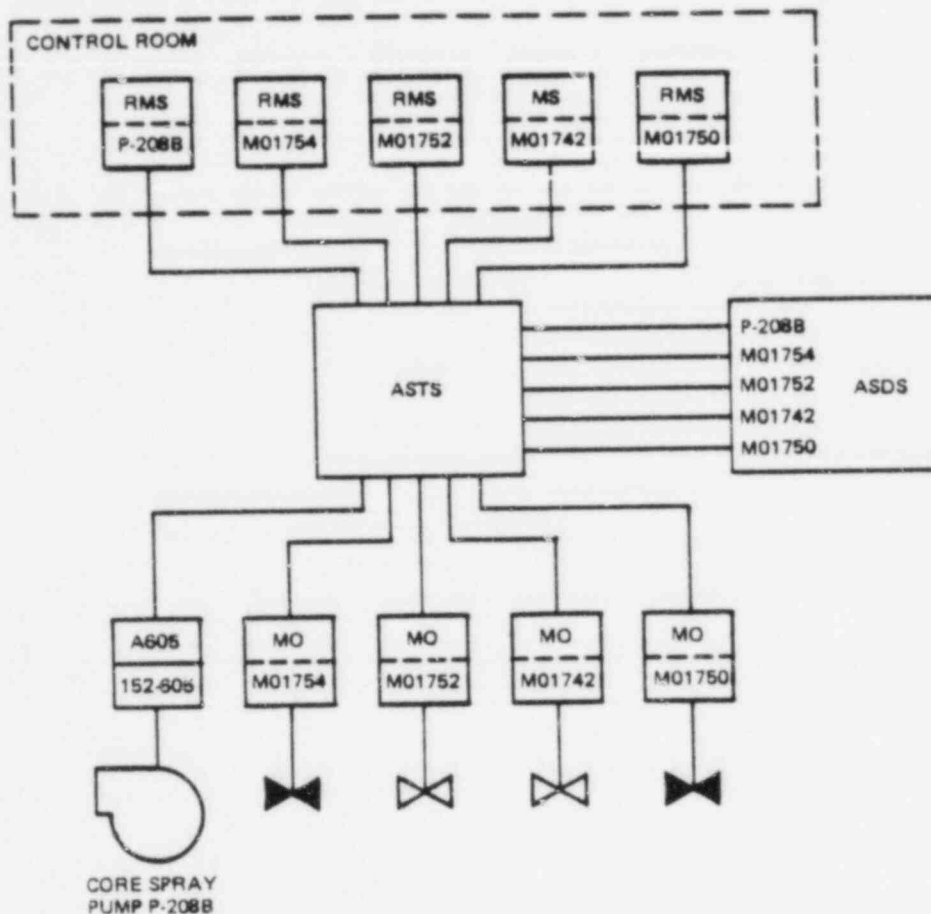 CONTROL ROOM
RMS
P-208B
RMS
M01754
RMS
M01752
MS
M01742
RMS
M01750
ASTS
P-208B
M01754
M01752
M01742
M01750
ASDS
A605
152-605
MO
M01754
MO
M01752
MO
M01742
MO
M01750
CORE SPRAY
PUMP P-208B